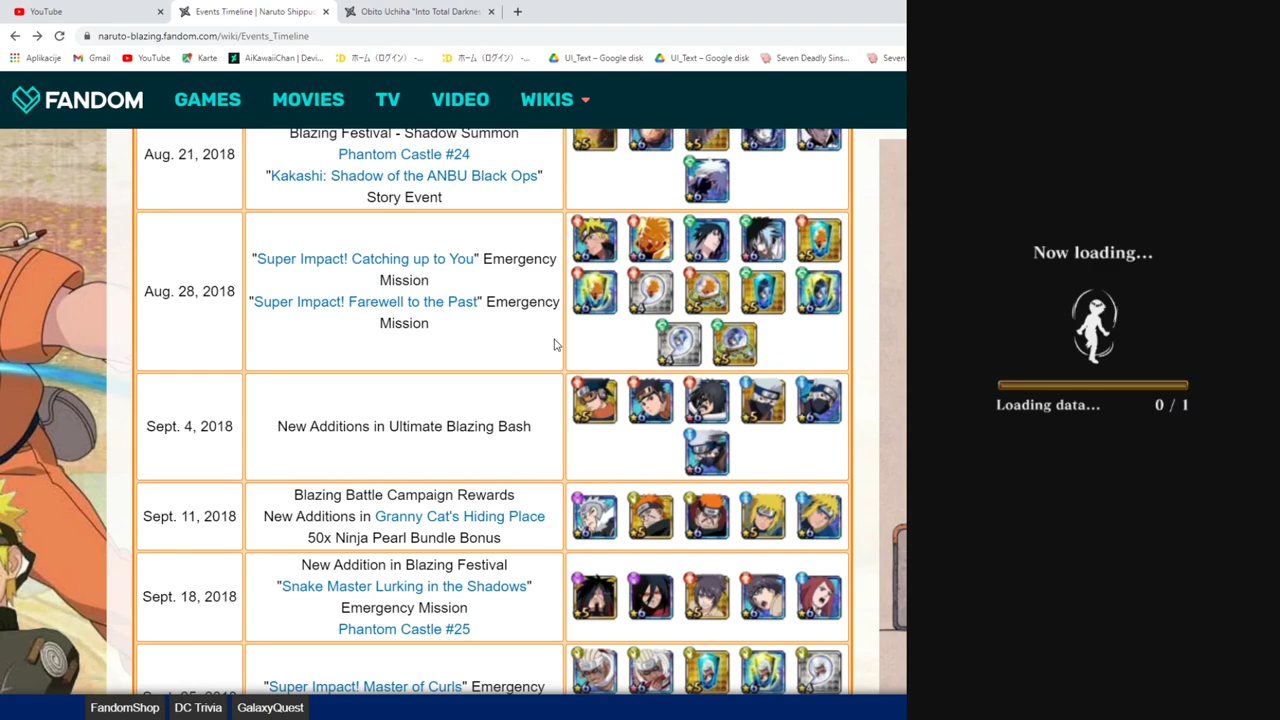 YouTube
Events Timeline | Naruto Shippuc
Obito Uchiha "Into Total Darkne
naruto-blazing.fandom.com/wiki/Events_Timeline
Aplikacije
Gmail
YouTube
Karte
AiKawaiiChan | Devi...
ホーム（ログイン） -...
ホーム（ログイン） -...
UI_Text – Google disk
UI_Text – Google disk
Seven Deadly Sins...
Seven
FANDOM
GAMES
MOVIES
TV
VIDEO
WIKIS
Aug. 21, 2018
Blazing Festival - Shadow Summon
Phantom Castle #24
"Kakashi: Shadow of the ANBU Black Ops"
Story Event
Aug. 28, 2018
"Super Impact! Catching up to You" Emergency
Mission
"Super Impact! Farewell to the Past" Emergency
Mission
Sept. 4, 2018
New Additions in Ultimate Blazing Bash
Sept. 11, 2018
Blazing Battle Campaign Rewards
New Additions in Granny Cat's Hiding Place
50x Ninja Pearl Bundle Bonus
Sept. 18, 2018
New Addition in Blazing Festival
"Snake Master Lurking in the Shadows"
Emergency Mission
Phantom Castle #25
"Super Impact! Master of Curls" Emergency
FandomShop
DC Trivia
GalaxyQuest
Now loading...
Loading data... 0 / 1